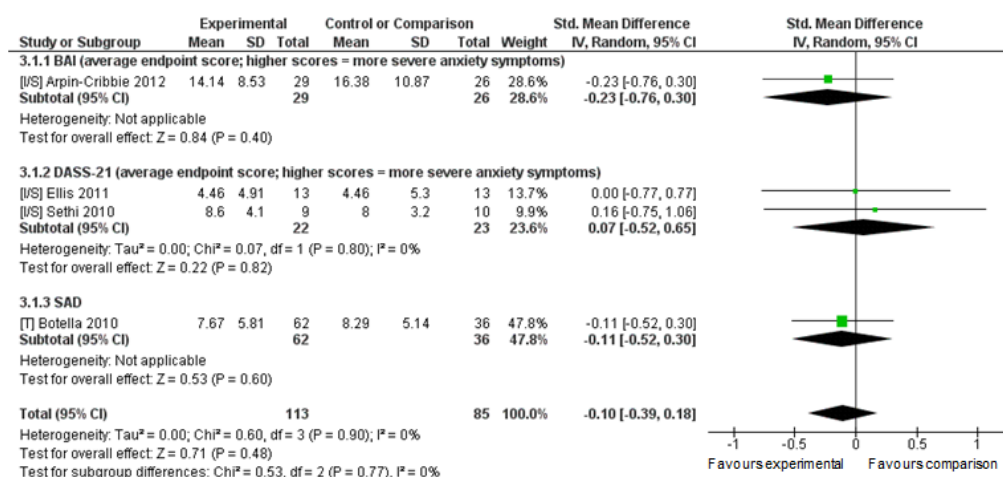 Experimental Control or Comparison Std. Mean Difference Std. Mean Difference
Study or Subgroup Mean SD Total Mean SD Total Weight IV, Random, 95% CI IV, Random, 95% CI
3.1.1 BAI (average endpoint score; higher scores = more severe anxiety symptoms)
[I/S] Arpin-Cribbie 2012 14.14 8.53 29 16.38 10.87 26 28.6% -0.23 [-0.76, 0.30]
Subtotal (95% CI) 29 26 28.6% -0.23 [-0.76, 0.30]
Heterogeneity: Not applicable
Test for overall effect: Z = 0.84 (P = 0.40)
3.1.2 DASS-21 (average endpoint score; higher scores = more severe anxiety symptoms)
[I/S] Ellis 2011 4.46 4.91 13 4.46 5.3 13 13.7% 0.00 [-0.77, 0.77]
[I/S] Sethi 2010 8.6 4.1 9 8 3.2 10 9.9% 0.16 [-0.75, 1.06]
Subtotal (95% CI) 22 23 23.6% 0.07 [-0.52, 0.65]
Heterogeneity: Tau² = 0.00; Chi² = 0.07, df = 1 (P = 0.80); I² = 0%
Test for overall effect: Z = 0.22 (P = 0.82)
3.1.3 SAD
[T] Botella 2010 7.67 5.81 62 8.29 5.14 36 47.8% -0.11 [-0.52, 0.30]
Subtotal (95% CI) 62 36 47.8% -0.11 [-0.52, 0.30]
Heterogeneity: Not applicable
Test for overall effect: Z = 0.53 (P = 0.60)
Total (95% CI) 113 85 100.0% -0.10 [-0.39, 0.18]
Heterogeneity: Tau² = 0.00; Chi² = 0.60, df = 3 (P = 0.90); I² = 0%
Test for overall effect: Z = 0.71 (P = 0.48)
Test for subgroup differences: Chi² = 0.53, df = 2 (P = 0.77), I² = 0%
-1 -0.5 0 0.5 1
Favours experimental Favours comparison